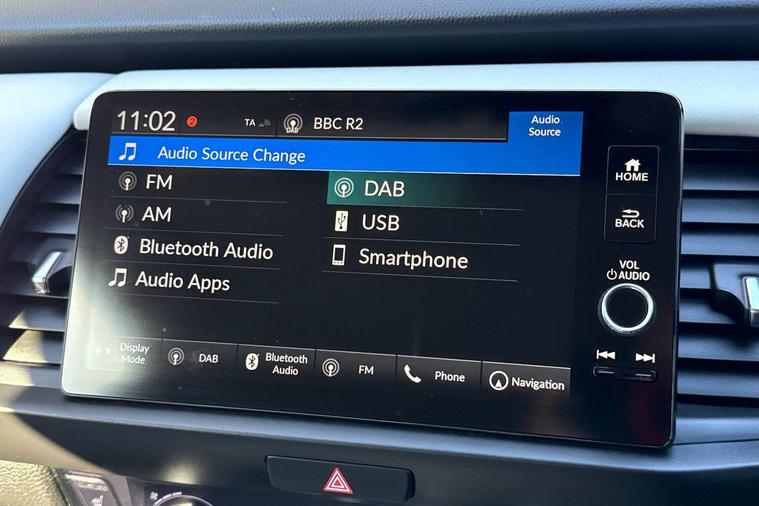 11:02 2 TA DAB BBC R2 Audio Source
Audio Source Change
FM DAB
AM USB
Bluetooth Audio Smartphone
Audio Apps
Display Mode DAB Bluetooth Audio FM Phone Navigation
HOME
BACK
VOL
AUDIO